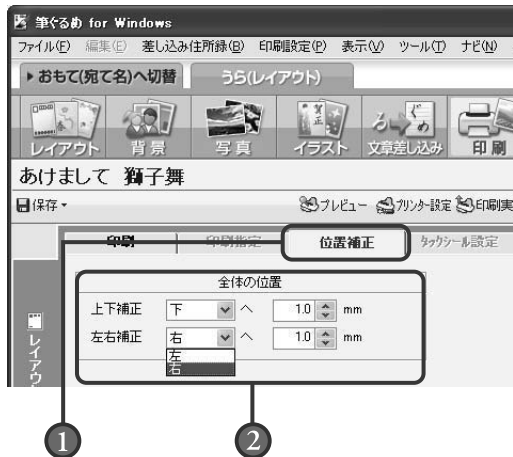 筆ぐるめ for Windows
ファイル(F) 編集(E) 差し込み住所録(B) 印刷設定(P) 表示(V) ツール(T) ナビ(N)
おもて(宛て名)へ切替 うら(レイアウト)
レイアウト 背景 写真 イラスト 文章差し込み 印刷
あけまして 獅子舞
保存 プレビュー プリンター設定 印刷実
印刷 印刷指定 位置補正 タックシール設定
全体の位置
上下補正 下 へ 1.0 mm
左右補正 右 へ 1.0 mm
左
右
レイアウ
1 2